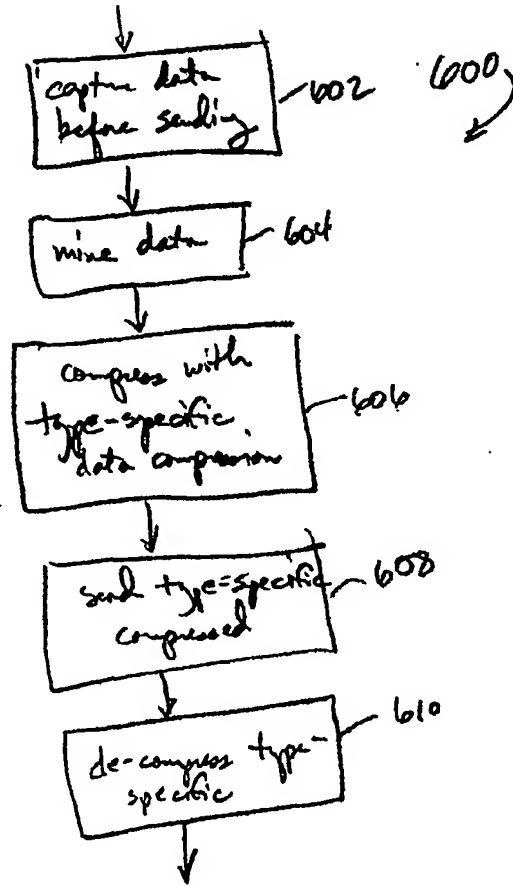 capture data
before sending
602
600
mine data
604
compress with
type-specific
data compression
606
send type-specific
compressed
608
de-compress type-
specific
610